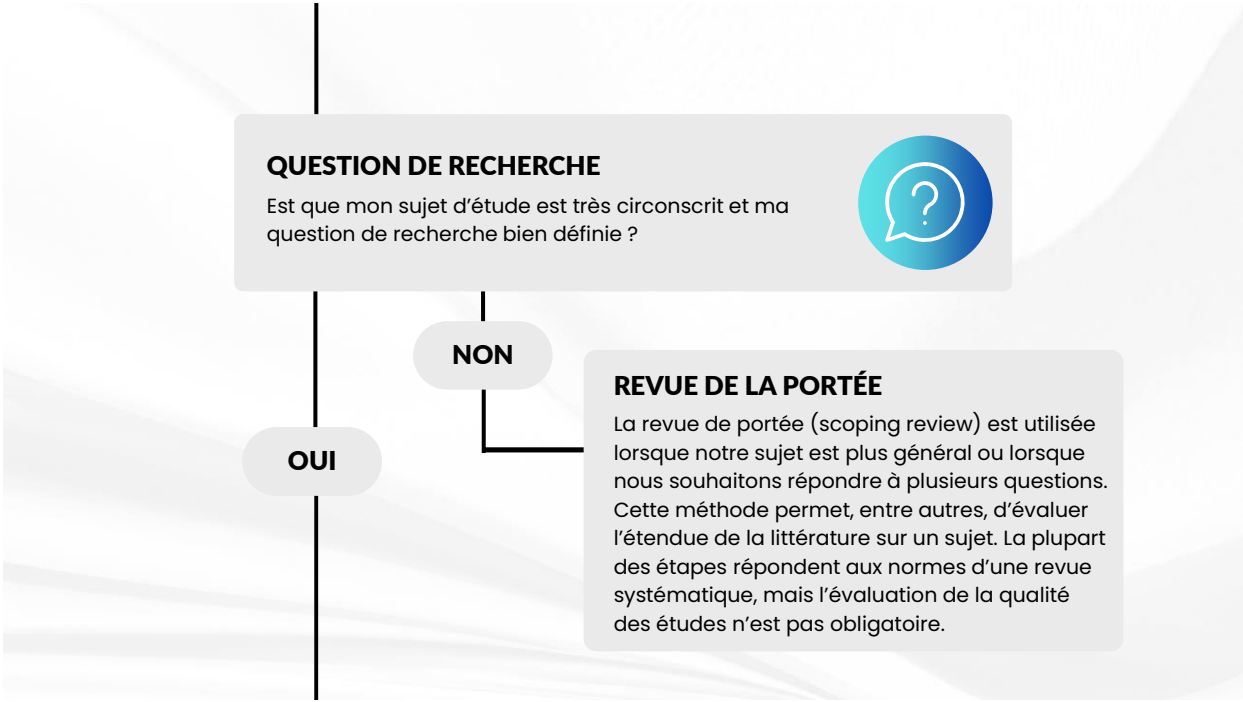 QUESTION DE RECHERCHE
Est que mon sujet d’étude est très circonscrit et ma
question de recherche bien définie ?
NON
OUI
REVUE DE LA PORTÉE
La revue de portée (scoping review) est utilisée
lorsque notre sujet est plus général ou lorsque
nous souhaitons répondre à plusieurs questions.
Cette méthode permet, entre autres, d’évaluer
l’étendue de la littérature sur un sujet. La plupart
des étapes répondent aux normes d’une revue
systématique, mais l’évaluation de la qualité
des études n’est pas obligatoire.